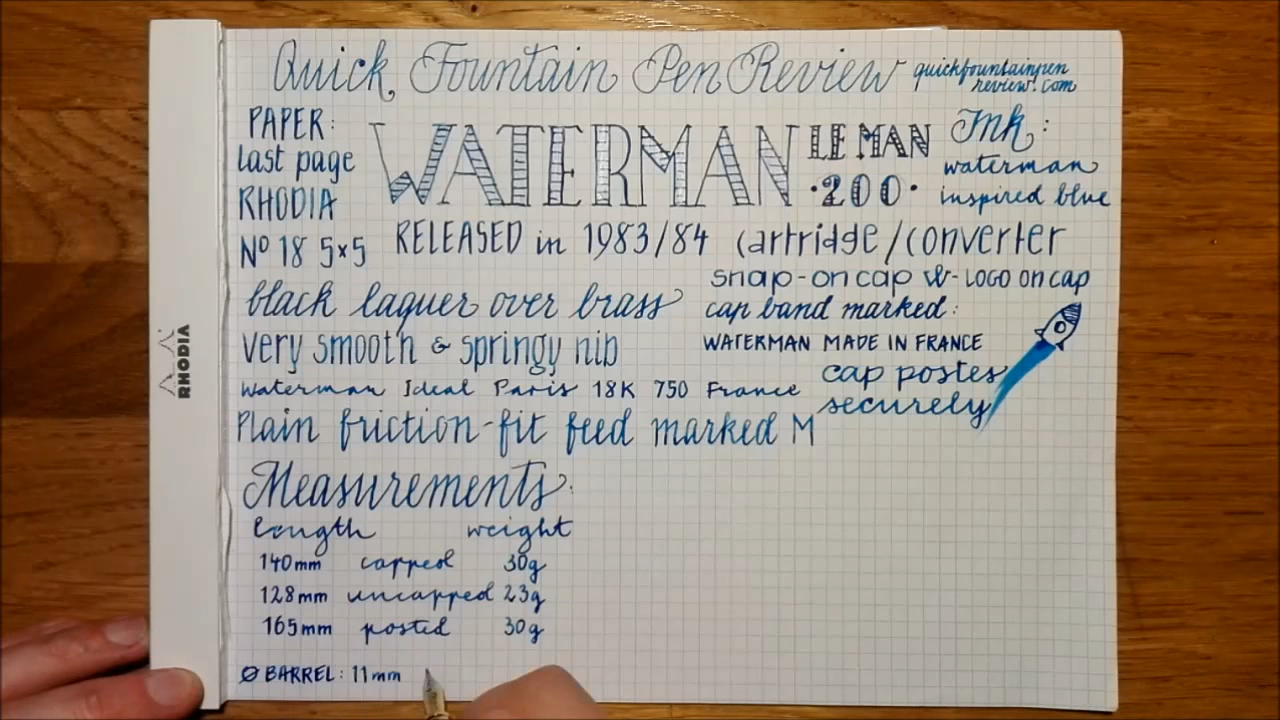 Quick Fountain Pen Review
quickfountainpen
review.com
PAPER:
last page
RHODIA
Nº 18 5x5
WATERMAN
LE MAN
·200·
Ink:
waterman
inspired blue
RELEASED in 1983/84
cartridge/converter
snap-on cap w- LOGO on cap
black laquer over brass
cap band marked:
WATERMAN MADE IN FRANCE
very smooth & springy nib
cap postes
securely
Waterman Ideal Paris 18K 750 France
Plain friction-fit feed marked M
Measurements:
length weight
140mm capped 30g
128mm uncapped 23g
165mm posted 30g
Ø BARREL: 11mm
RHODIA